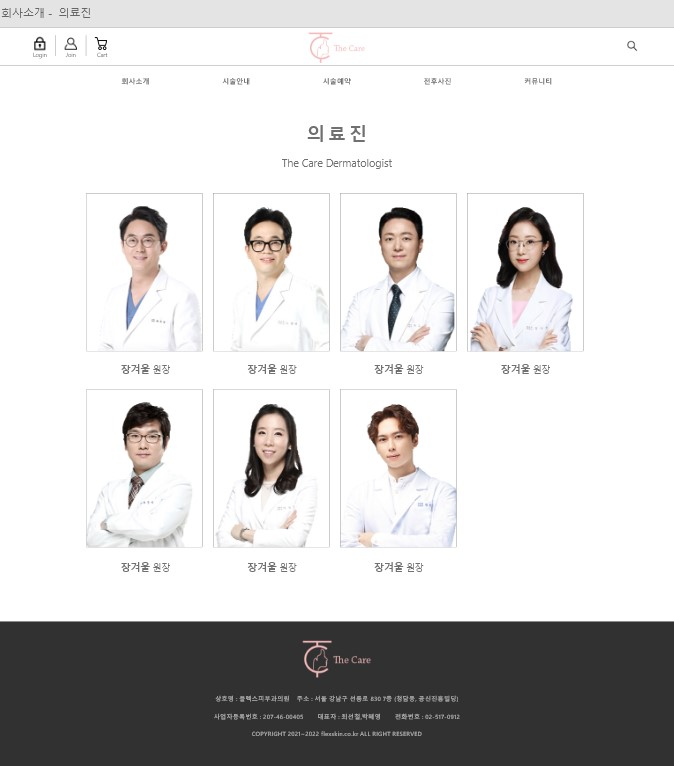 회사소개 - 의료진
Login
Join
Cart
The Care
회사소개
시술안내
시술예약
전후사진
커뮤니티
의료진
The Care Dermatologist
장겨울 원장
장겨울 원장
장겨울 원장
장겨울 원장
장겨울 원장
장겨울 원장
장겨울 원장
The Care
상호명 : 플렉스피부과의원 주소 : 서울 강남구 선릉로 830 7층 (청담동, 공산진흥빌딩)
사업자등록번호 : 207-46-00405 대표자 : 최선철,박혜영 전화번호 : 02-517-0912
COPYRIGHT 2021~2022 flexskin.co.kr ALL RIGHT RESERVED